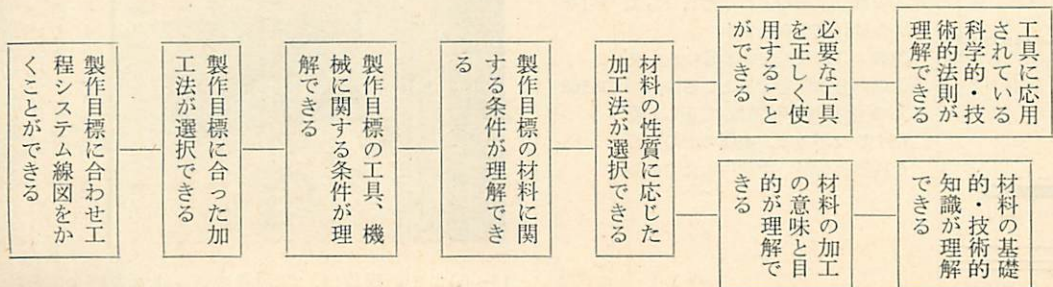 工具に応用
されている
科学的・技
術的法則が
理解できる
必要な工具
を正しく使
用すること
ができる
材料の基礎
的・技術的
知識が理解
できる
材料の加工
の意味と目
的が理解で
きる
材料の性質に応じた
加工法が選択できる
製作目標の材料に関
する条件が理解でき
る
製作目標の工具、機
械に関する条件が理
解できる
製作目標に合った加
工法が選択できる
製作目標に合わせ工
程システム線図をか
くことができる